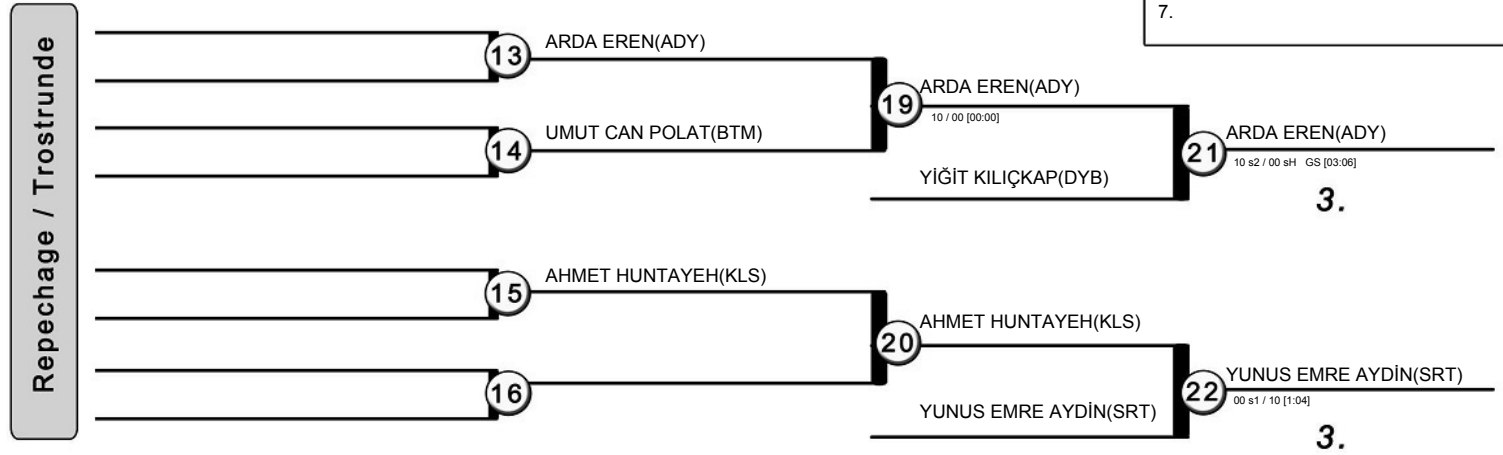 7.
Repechage / Trostrunde
13
ARDA EREN(ADY)
14
UMUT CAN POLAT(BTM)
19
ARDA EREN(ADY)
10 / 00 [00:00]
YİĞİT KILIÇKAP(DYB)
21
ARDA EREN(ADY)
10 s2 / 00 sH GS [03:06]
3.
15
AHMET HUNTAYEH(KLS)
16
20
AHMET HUNTAYEH(KLS)
YUNUS EMRE AYDİN(SRT)
22
YUNUS EMRE AYDİN(SRT)
00 s1 / 10 [1:04]
3.